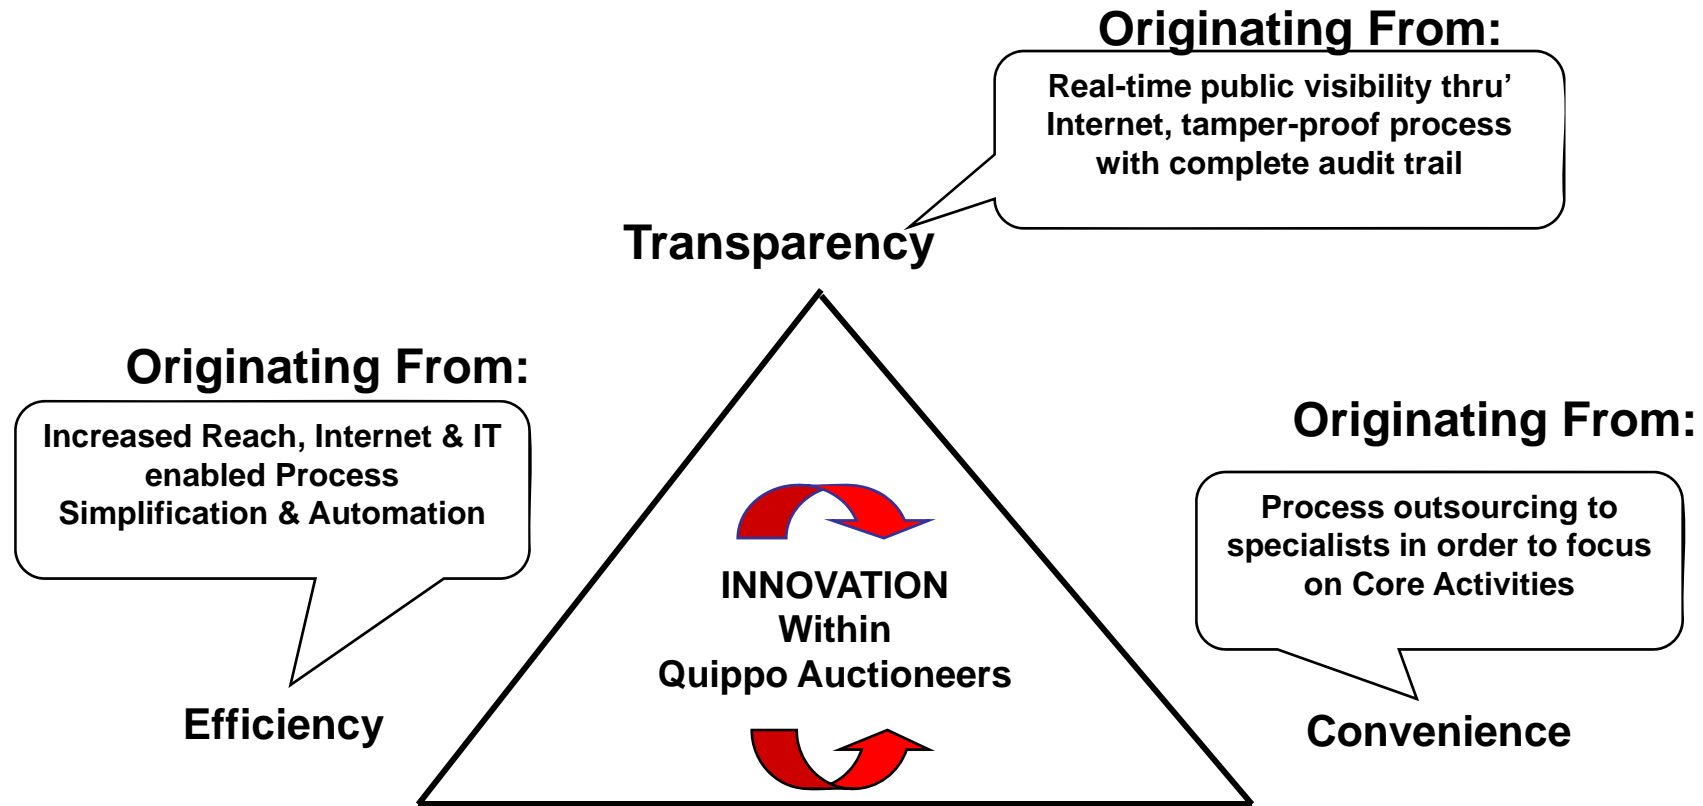 Originating From:
Real-time public visibility thru’
Internet, tamper-proof process
with complete audit trail
Transparency
Originating From:
Increased Reach, Internet & IT
enabled Process
Simplification & Automation
Efficiency
Originating From:
Process outsourcing to
specialists in order to focus
on Core Activities
Convenience
INNOVATION
Within
Quippo Auctioneers